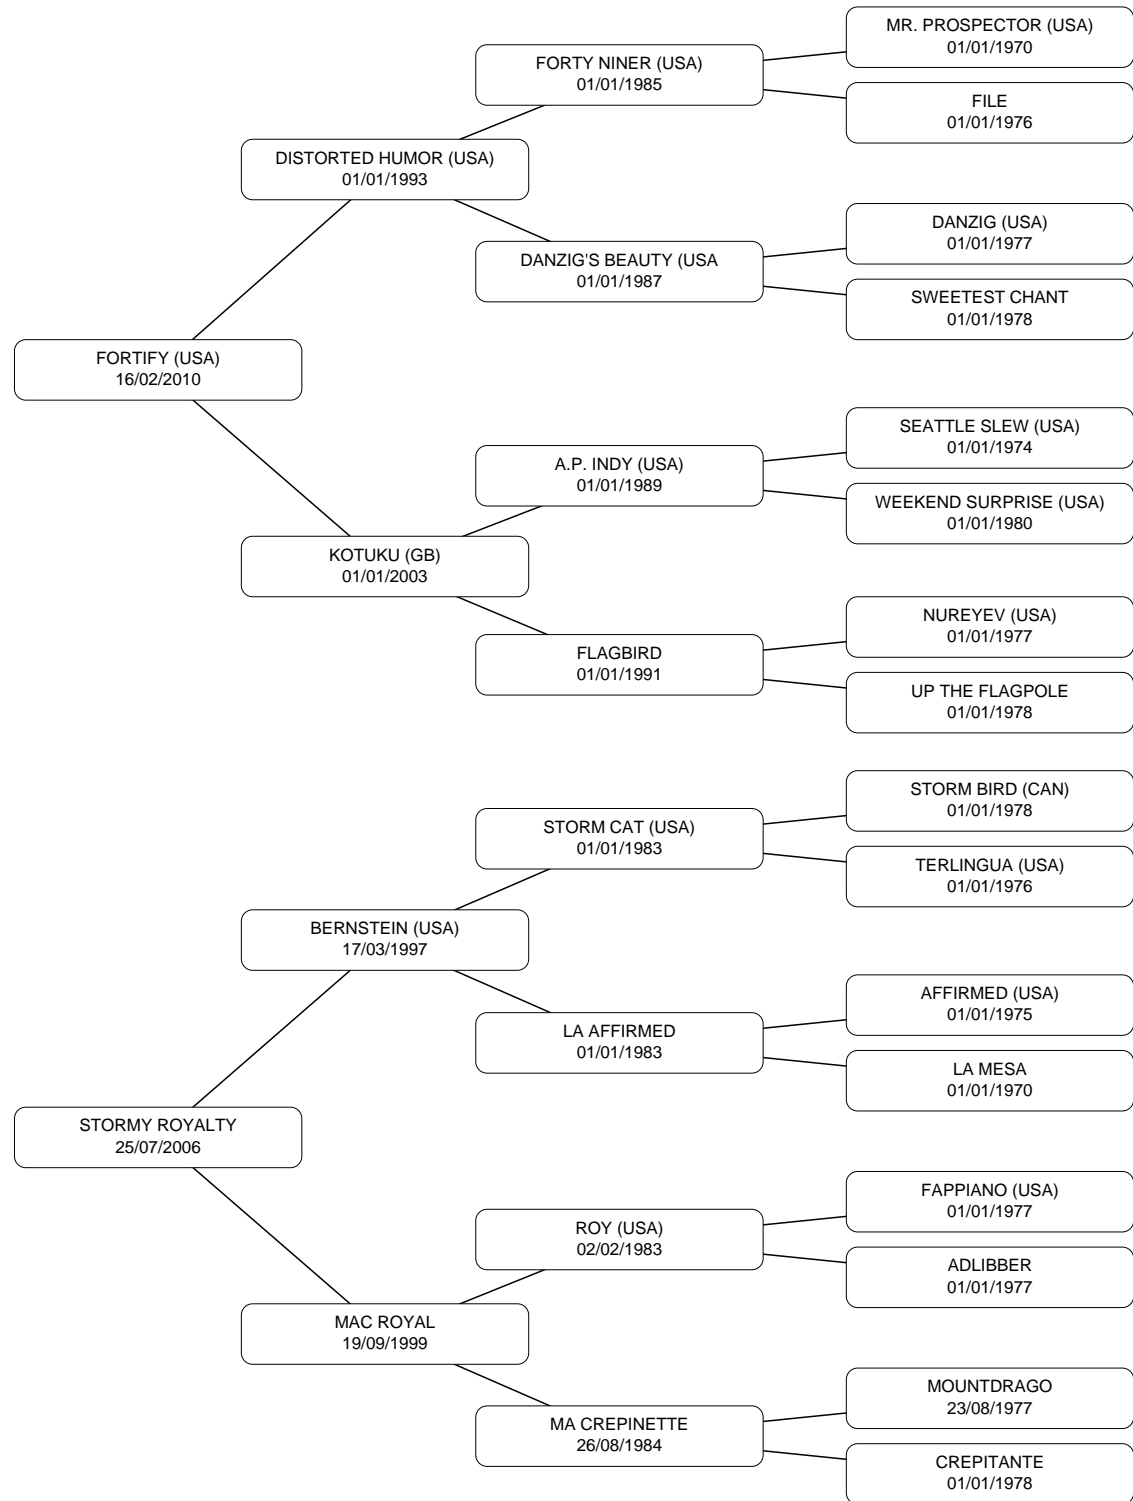 MR. PROSPECTOR (USA)
01/01/1970
FORTY NINER (USA)
01/01/1985
FILE
01/01/1976
DISTORTED HUMOR (USA)
01/01/1993
DANZIG (USA)
01/01/1977
DANZIG'S BEAUTY (USA
01/01/1987
SWEETEST CHANT
01/01/1978
FORTIFY (USA)
16/02/2010
SEATTLE SLEW (USA)
01/01/1974
A.P. INDY (USA)
01/01/1989
WEEKEND SURPRISE (USA)
01/01/1980
KOTUKU (GB)
01/01/2003
NUREYEV (USA)
01/01/1977
FLAGBIRD
01/01/1991
UP THE FLAGPOLE
01/01/1978
STORM BIRD (CAN)
01/01/1978
STORM CAT (USA)
01/01/1983
TERLINGUA (USA)
01/01/1976
BERNSTEIN (USA)
17/03/1997
AFFIRMED (USA)
01/01/1975
LA AFFIRMED
01/01/1983
LA MESA
01/01/1970
STORMY ROYALTY
25/07/2006
FAPPIANO (USA)
01/01/1977
ROY (USA)
02/02/1983
ADLIBBER
01/01/1977
MAC ROYAL
19/09/1999
MOUNTDRAGO
23/08/1977
MA CREPINETTE
26/08/1984
CREPITANTE
01/01/1978